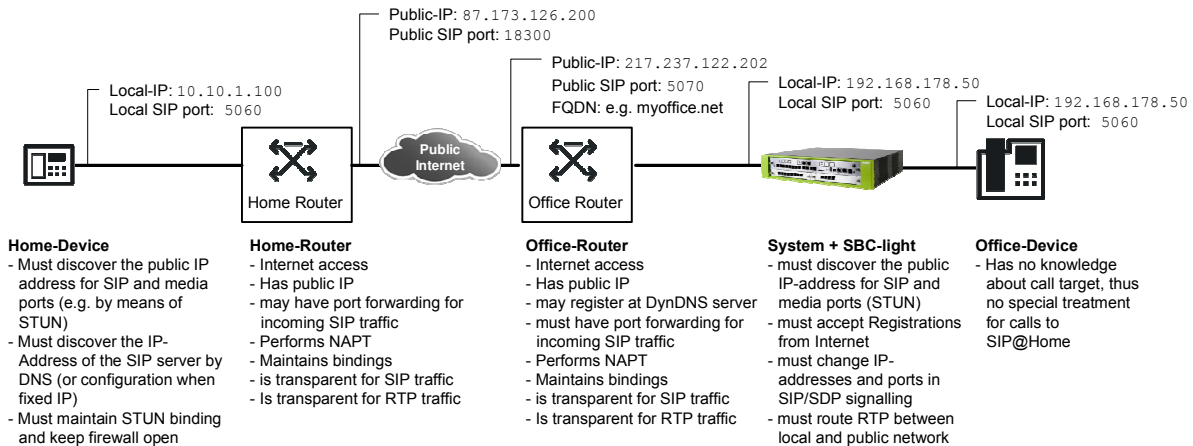 Public-IP: 87.173.126.200
Public SIP port: 18300
Public-IP: 217.237.122.202
Public SIP port: 5070
FQDN: e.g. myoffice.net
Local-IP: 10.10.1.100
Local SIP port: 5060
Local-IP: 192.168.178.50
Local SIP port: 5060
Local-IP: 192.168.178.50
Local SIP port: 5060
Public
Internet
Home Router
Office Router
Home-Device
- Must discover the public IP
address for SIP and media
ports (e.g. by means of
STUN)
- Must discover the IP-
Address of the SIP server by
DNS (or configuration when
fixed IP)
- Must maintain STUN binding
and keep firewall open
Home-Router
- Internet access
- Has public IP
- may have port forwarding for
incoming SIP traffic
- Performs NAPT
- Maintains bindings
- is transparent for SIP traffic
- Is transparent for RTP traffic
Office-Router
- Internet access
- Has public IP
- may register at DynDNS server
- must have port forwarding for
incoming SIP traffic
- Performs NAPT
- Maintains bindings
- is transparent for SIP traffic
- Is transparent for RTP traffic
System + SBC-light
- must discover the public
IP-address for SIP and
media ports (STUN)
- must accept Registrations
from Internet
- must change IP-
addresses and ports in
SIP/SDP signalling
- must route RTP between
local and public network
Office-Device
- Has no knowledge
about call target, thus
no special treatment
for calls to
SIP@Home